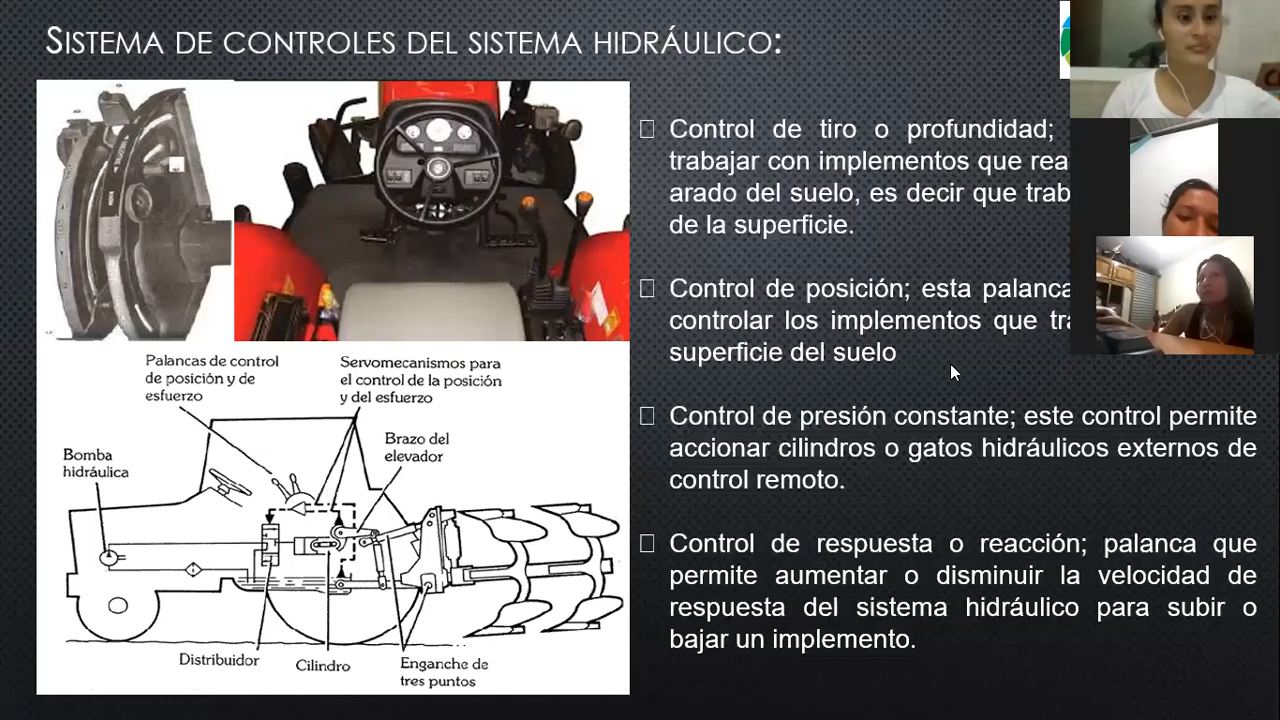 SISTEMA DE CONTROLES DEL SISTEMA HIDRÁULICO:
Control de tiro o profundidad;
trabajar con implementos que
arado del suelo, es decir que
de la superficie.
Control de posición; esta palanca
controlar los implementos que
superficie del suelo
Control de presión constante; este control permite
accionar cilindros o gatos hidráulicos externos de
control remoto.
Control de respuesta o reacción; palanca que
permite aumentar o disminuir la velocidad de
respuesta del sistema hidráulico para subir o
bajar un implemento.
Palancas de control
de posición y de
esfuerzo
Servomecanismos para
el control de la posición
y del esfuerzo
Brazo del
elevador
Bomba
hidráulica
Distribuidor
Cilindro
Enganche de
tres puntos